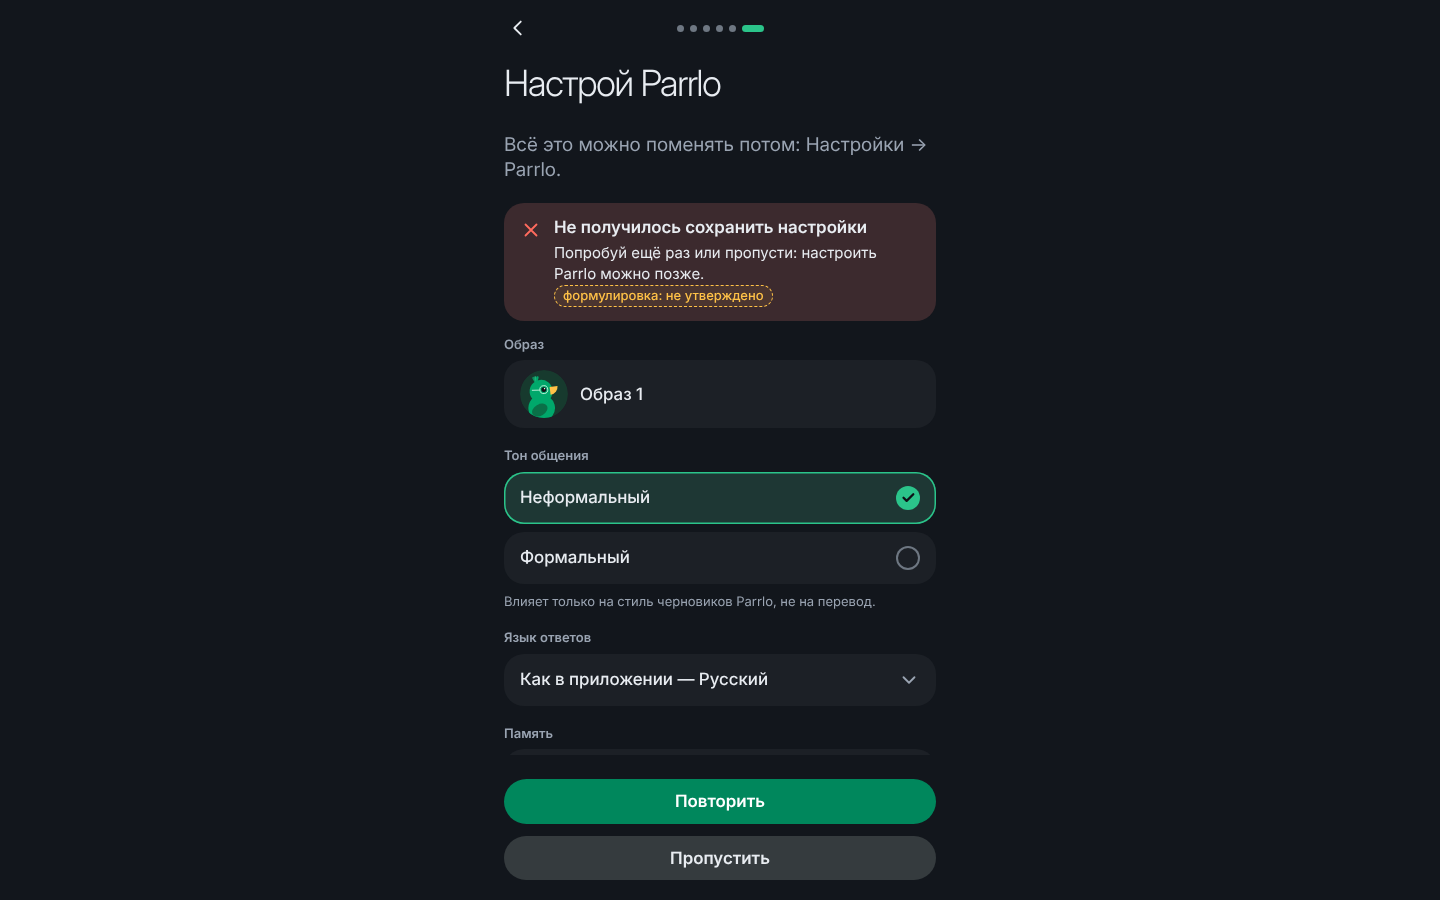 Настрой Parrlo
Всё это можно поменять потом: Настройки →
Parrlo.
Не получилось сохранить настройки
Попробуй ещё раз или пропусти: настроить
Parrlo можно позже.
формулировка: не утверждено
Образ
Образ 1
Тон общения
Неформальный
Формальный
Влияет только на стиль черновиков Parrlo, не на перевод.
Язык ответов
Как в приложении — Русский
Память
Повторить
Пропустить